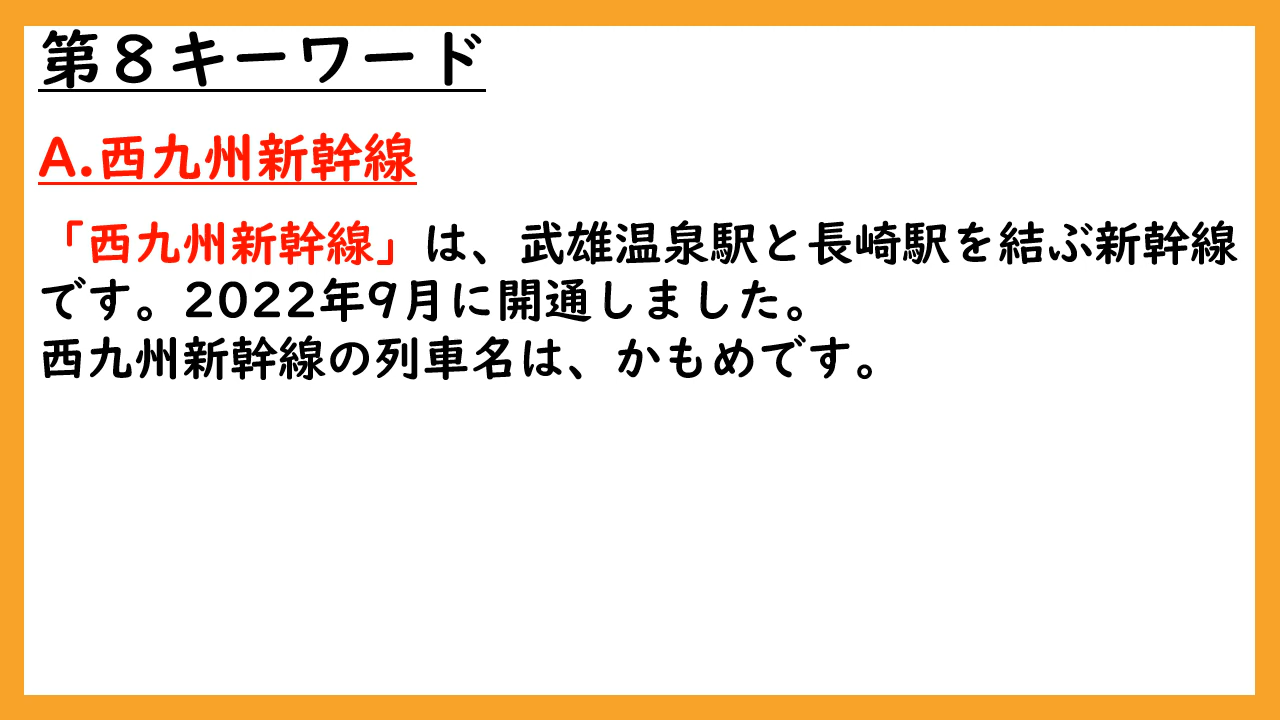 第８キーワード
A.西九州新幹線
「西九州新幹線」は、武雄温泉駅と長崎駅を結ぶ新幹線
です。2022年9月に開通しました。
西九州新幹線の列車名は、かもめです。